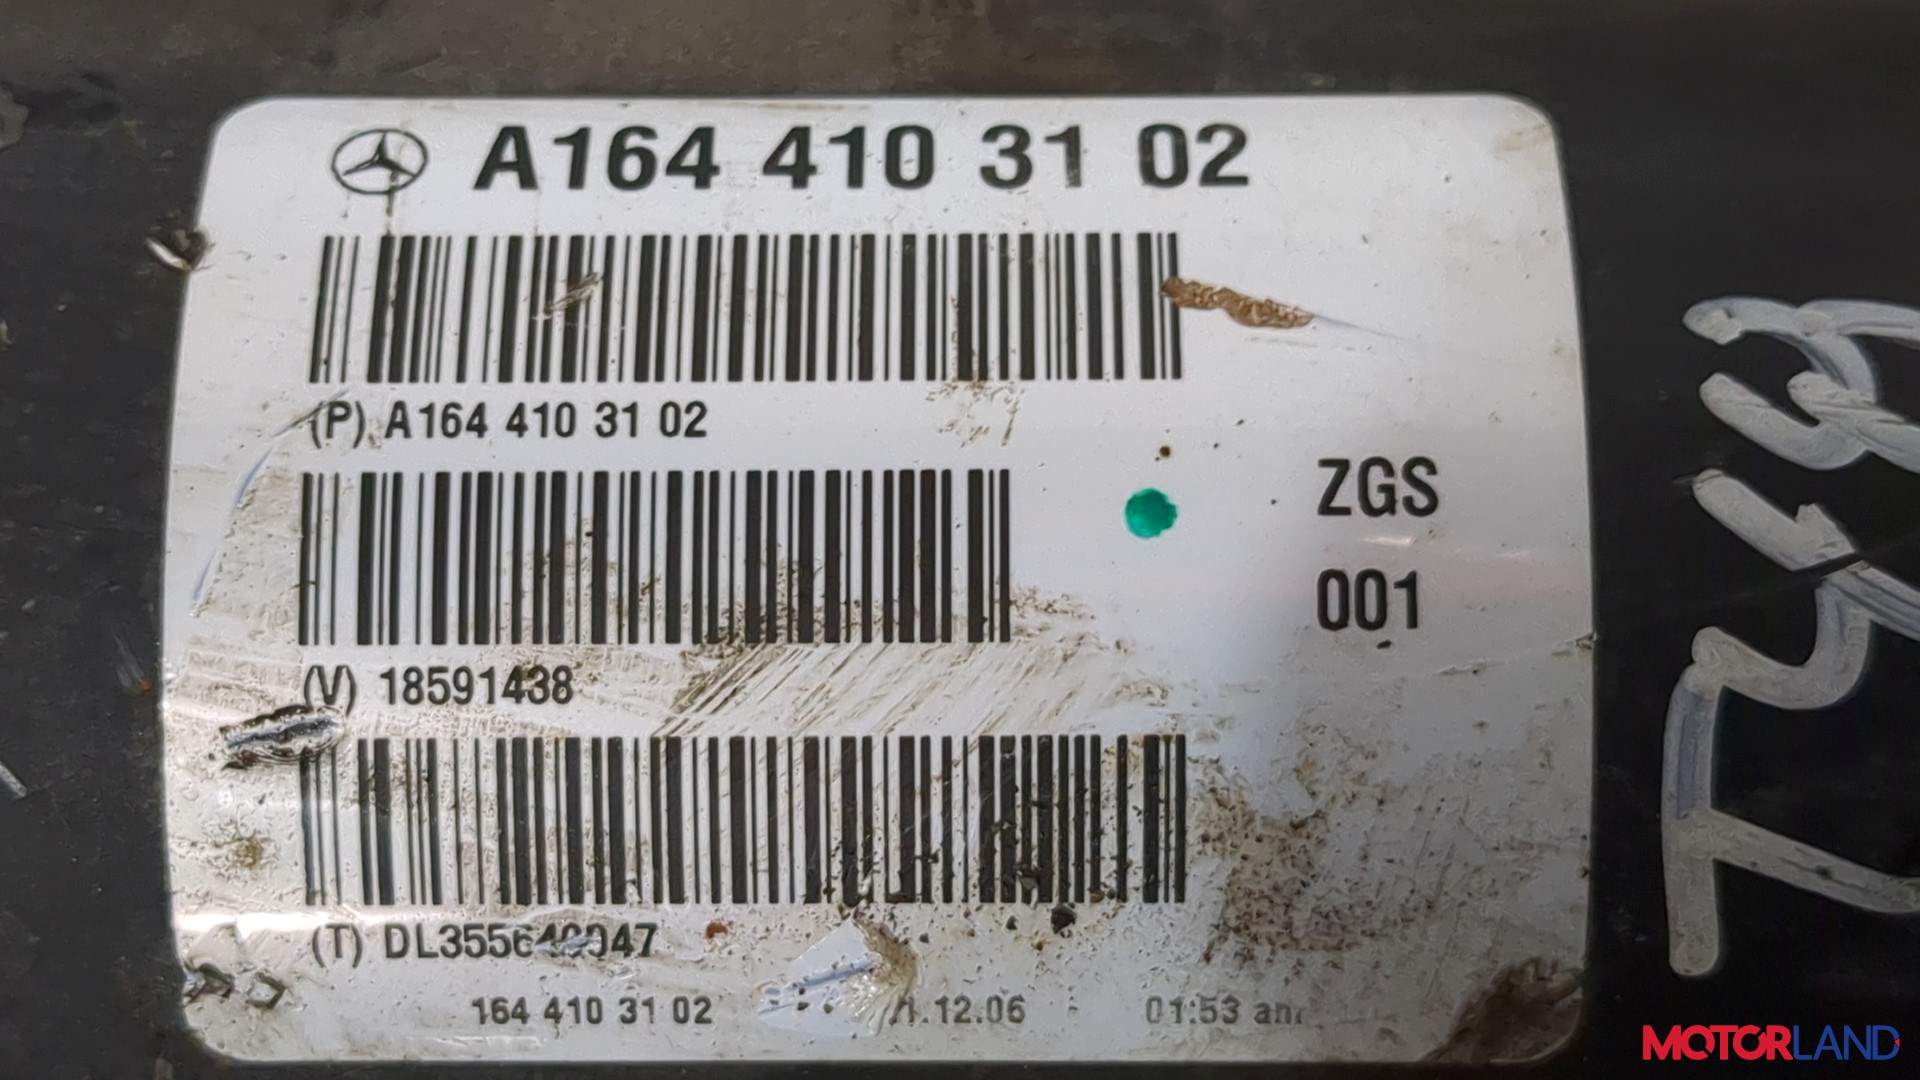 A164 410 31 02
(P) A164 410 31 02
ZGS
001
(V) 18591438
(T)
164 410 31 02 01:53
MOTORLAND